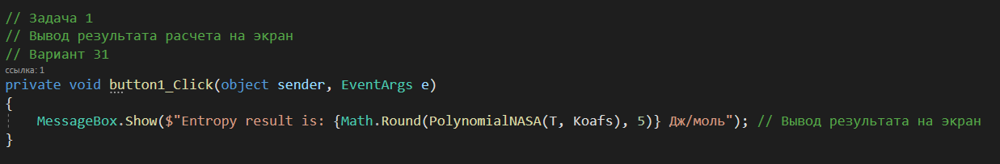 // Задача 1
// Вывод результата расчета на экран
// Вариант 31
ссылка: 1
private void button1_Click(object sender, EventArgs e)
{
MessageBox.Show($"Entropy result is: {Math.Round(PolynomialNASA(T, Koafs), 5)} Дж/моль"); // Вывод результата на экран
}